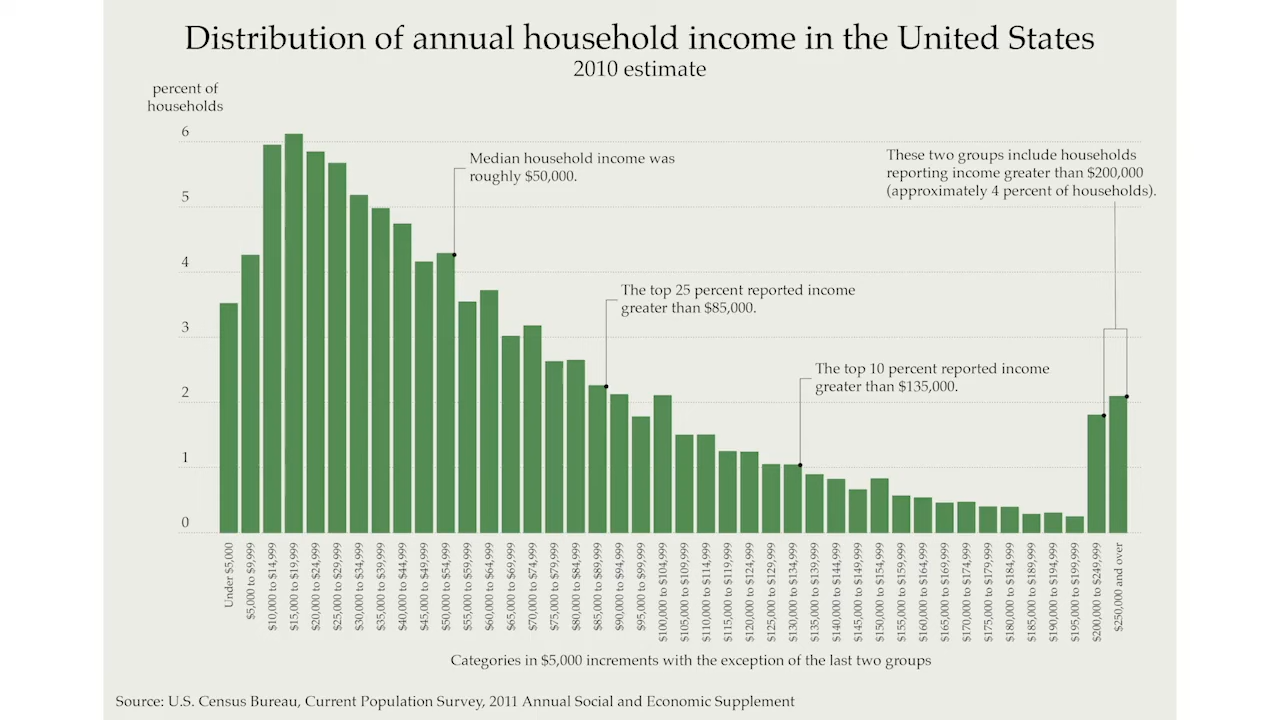 Distribution of annual household income in the United States
2010 estimate
percent of
households
6
5
4
3
2
1
0
Median household income was
roughly $50,000.
The top 25 percent reported income
greater than $85,000.
The top 10 percent reported income
greater than $135,000.
These two groups include households
reporting income greater than $200,000
(approximately 4 percent of households).
Under $5,000
$5,000 to $9,999
$10,000 to $14,999
$15,000 to $19,999
$20,000 to $24,999
$25,000 to $29,999
$30,000 to $34,999
$35,000 to $39,999
$40,000 to $44,999
$45,000 to $49,999
$50,000 to $54,999
$55,000 to $59,999
$60,000 to $64,999
$65,000 to $69,999
$70,000 to $74,999
$75,000 to $79,999
$80,000 to $84,999
$85,000 to $89,999
$90,000 to $94,999
$95,000 to $99,999
$100,000 to $104,999
$105,000 to $109,999
$110,000 to $114,999
$115,000 to $119,999
$120,000 to $124,999
$125,000 to $129,999
$130,000 to $134,999
$135,000 to $139,999
$140,000 to $144,999
$145,000 to $149,999
$150,000 to $154,999
$155,000 to $159,999
$160,000 to $164,999
$165,000 to $169,999
$170,000 to $174,999
$175,000 to $179,999
$180,000 to $184,999
$185,000 to $189,999
$190,000 to $194,999
$195,000 to $199,999
$200,000 to $249,999
$250,000 and over
Categories in $5,000 increments with the exception of the last two groups
Source: U.S. Census Bureau, Current Population Survey, 2011 Annual Social and Economic Supplement